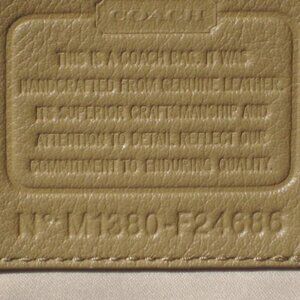 COACH
THIS IS A COACH BAG. IT WAS
HANDCRAFTED FROM GENUINE LEATHER.
ITS SUPERIOR CRAFTSMANSHIP AND
ATTENTION TO DETAIL REFLECT OUR
COMMITMENT TO ENDURING QUALITY.
Nº M1380-F24686